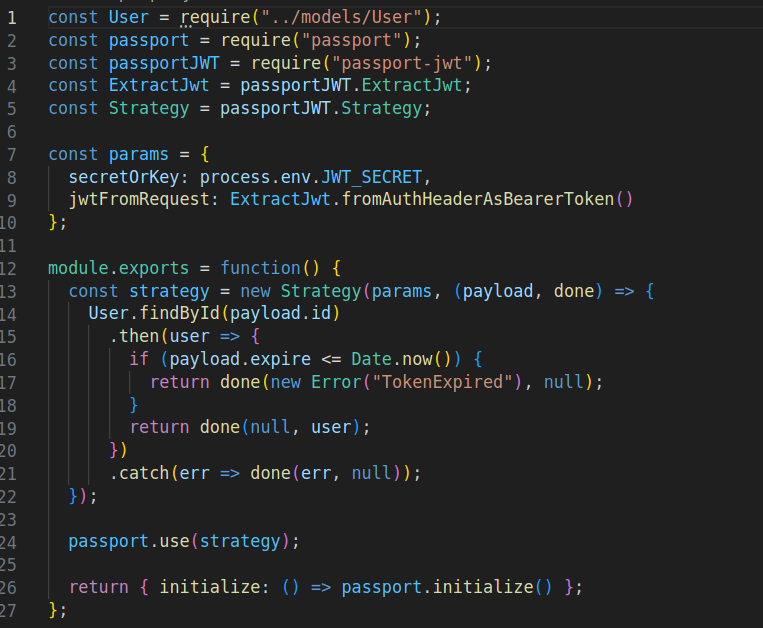 1 const User = require("../models/User");
2 const passport = require("passport");
3 const passportJWT = require("passport-jwt");
4 const ExtractJwt = passportJWT.ExtractJwt;
5 const Strategy = passportJWT.Strategy;
6
7 const params = {
8 secretOrKey: process.env.JWT_SECRET,
9 jwtFromRequest: ExtractJwt.fromAuthHeaderAsBearerToken()
10 };
11
12 module.exports = function() {
13 const strategy = new Strategy(params, (payload, done) => {
14 User.findById(payload.id)
15 .then(user => {
16 if (payload.expire <= Date.now()) {
17 return done(new Error("TokenExpired"), null);
18 }
19 return done(null, user);
20 })
21 .catch(err => done(err, null));
22 });
23
24 passport.use(strategy);
25
26 return { initialize: () => passport.initialize() };
27 };